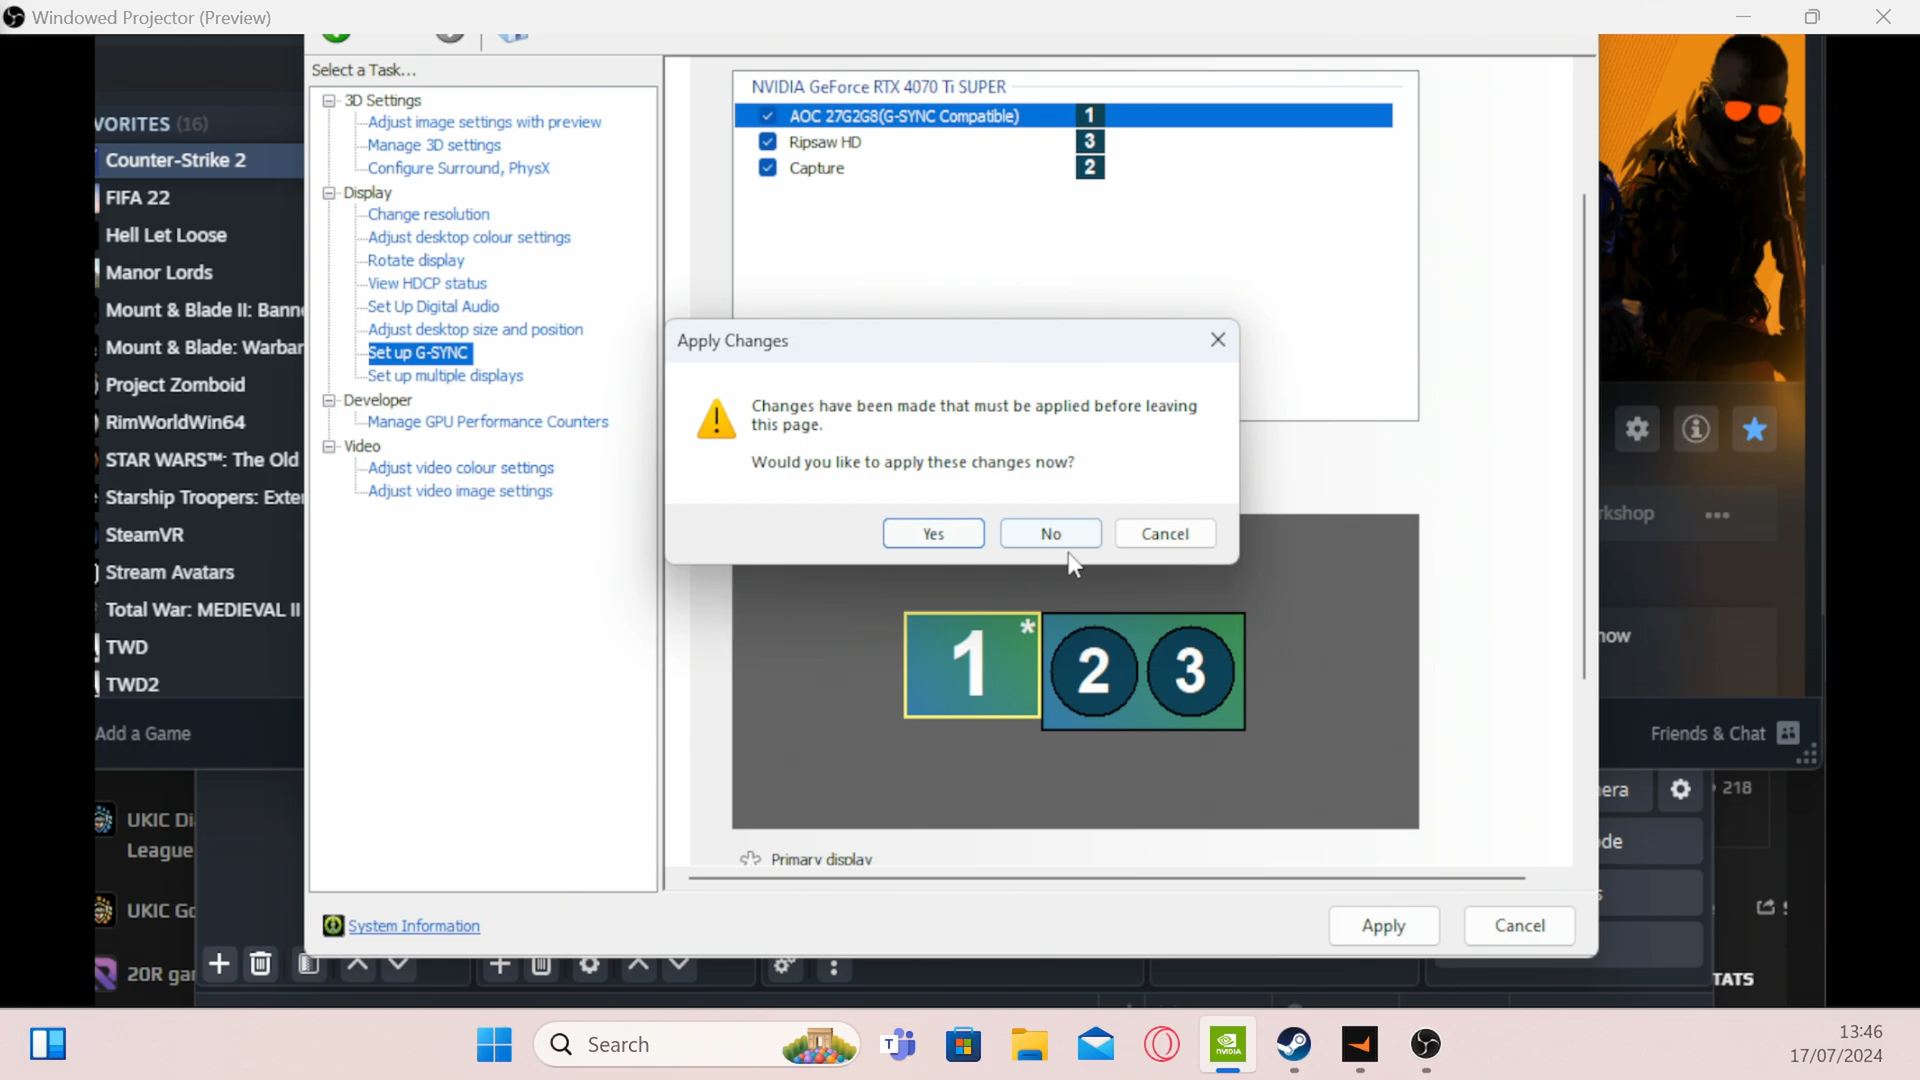 Windowed Projector (Preview)
Select a Task...
3D Settings
Adjust image settings with preview
Manage 3D settings
Configure Surround, PhysX
Display
Change resolution
Adjust desktop colour settings
Rotate display
View HDCP status
Set Up Digital Audio
Adjust desktop size and position
Set up G-SYNC
Set up multiple displays
Developer
Manage GPU Performance Counters
Video
Adjust video colour settings
Adjust video image settings
System Information
VORITES (16)
Counter-Strike 2
FIFA 22
Hell Let Loose
Manor Lords
Mount & Blade II: Bann
Mount & Blade: Warbar
Project Zomboid
RimWorldWin64
STAR WARS™: The Old
Starship Troopers: Exte
SteamVR
Stream Avatars
Total War: MEDIEVAL II
TWD
TWD2
Add a Game
UKIC Di
League
UKIC Go
20R gar
NVIDIA GeForce RTX 4070 Ti SUPER
AOC 27G2G8(G-SYNC Compatible) 1
Ripsaw HD 3
Capture 2
Apply Changes
Changes have been made that must be applied before leaving
this page.
Would you like to apply these changes now?
Yes No Cancel
1 * 2 3
Primary display
Apply Cancel
rkshop
now
Friends & Chat
era
218
de
s
TATS
Search
13:46
17/07/2024